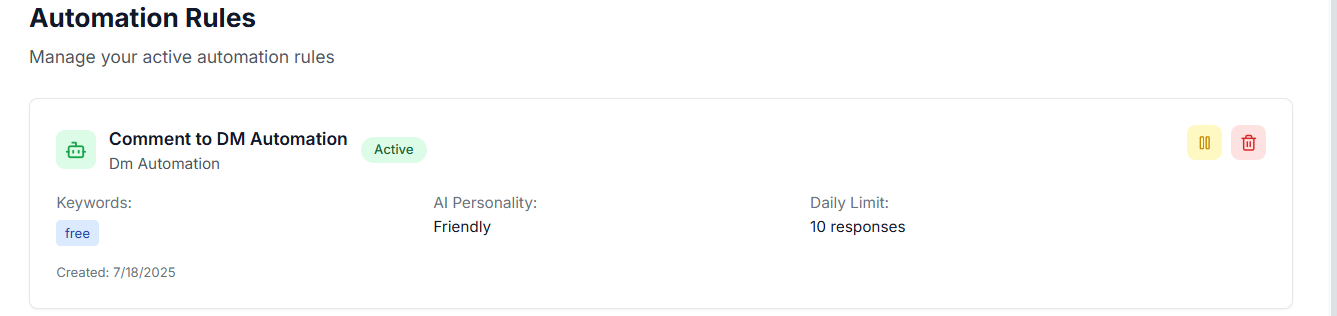 Automation Rules
Manage your active automation rules
Comment to DM Automation
Active
Dm Automation
Keywords:
free
AI Personality:
Friendly
Daily Limit:
10 responses
Created: 7/18/2025